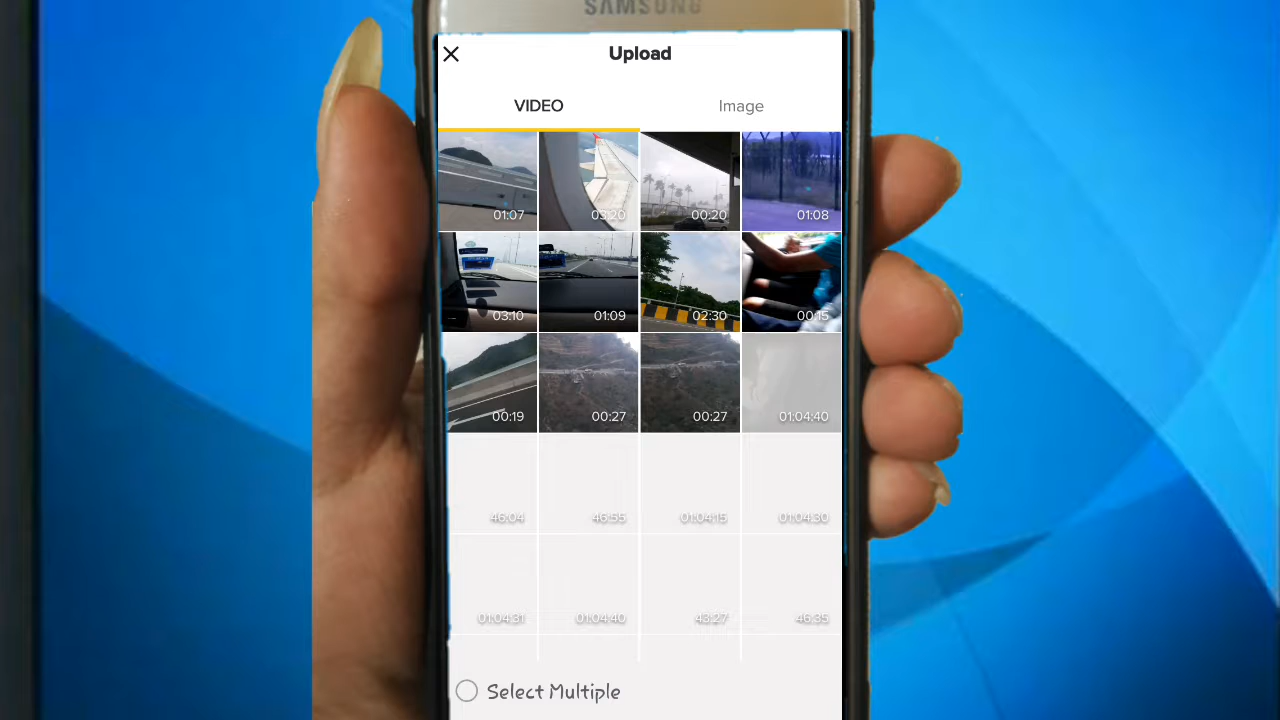 SAMSUNG
Upload
VIDEO Image
01:07 03:20 00:20 01:08
03:10 01:09 02:30 00:15
00:19 00:27 00:27 01:04:40
46:04 46:55 01:04:15 01:04:30
01:04:31 01:04:40 43:27 46:35
Select Multiple